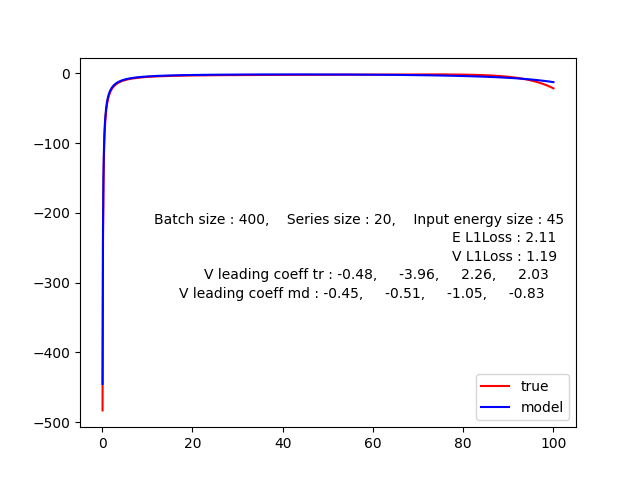 0
−100
−200
−300
−400
−500
Batch size : 400, Series size : 20, Input energy size : 45
E L1Loss : 2.11
V L1Loss : 1.19
V leading coeff tr : -0.48, -3.96, 2.26, 2.03
V leading coeff md : -0.45, -0.51, -1.05, -0.83
true
model
0 20 40 60 80 100